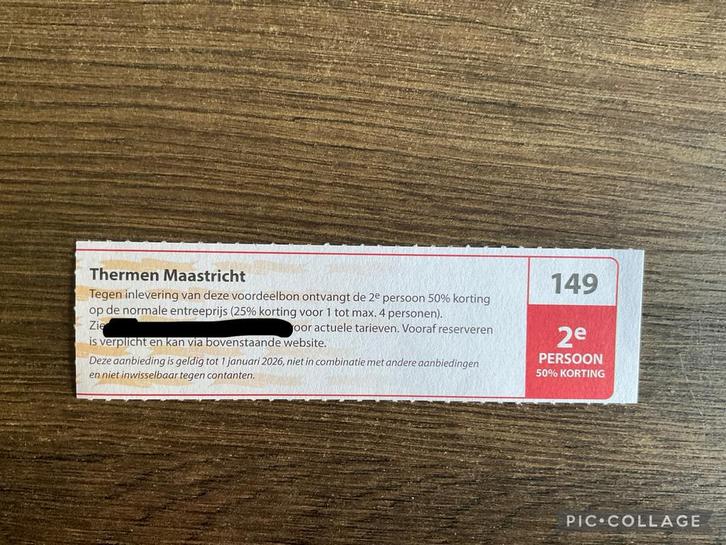 Thermen Maastricht
Tegen inlevering van deze voordeelbon ontvangt de 2e persoon 50% korting
op de normale entreeprijs (25% korting voor 1 tot max. 4 personen).
Zie oor actuele tarieven. Vooraf reserveren
is verplicht en kan via bovenstaande website.
Deze aanbieding is geldig tot 1 januari 2026, niet in combinatie met andere aanbiedingen
en niet inwisselbaar tegen contanten.
149
2e
PERSOON
50% KORTING
PIC•COLLAGE